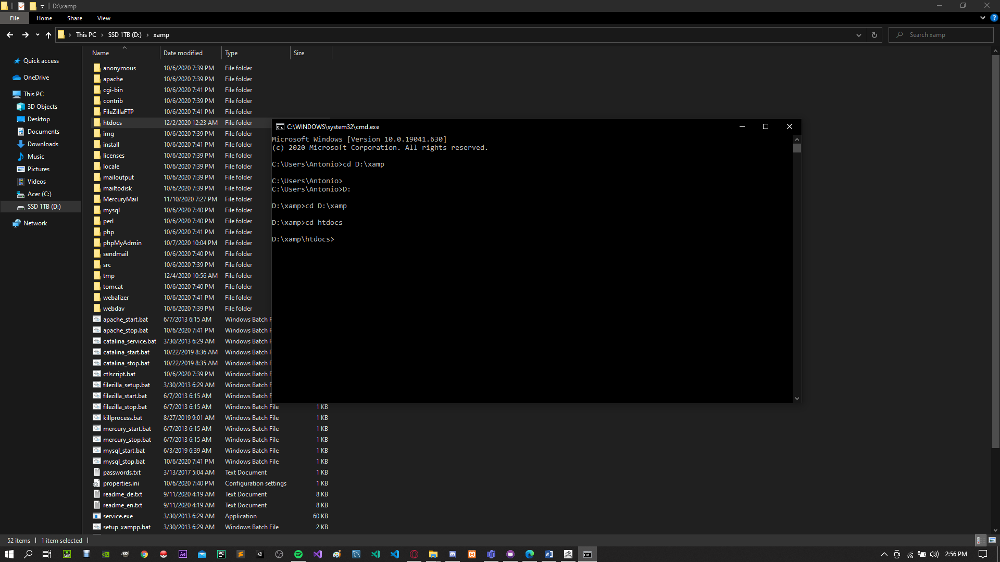 D:\xamp
File Home Share View
This PC SSD 1TB (D:) xamp
Search xamp
Name Date modified Type Size
Quick access
OneDrive
This PC
3D Objects
Desktop
Documents
Downloads
Music
Pictures
Videos
Acer (C:)
SSD 1TB (D:)
Network
anonymous 10/6/2020 7:39 PM File folder
apache 10/6/2020 7:39 PM File folder
cgi-bin 10/6/2020 7:41 PM File folder
contrib 10/6/2020 7:39 PM File folder
FileZillaFTP 10/6/2020 7:41 PM File folder
htdocs 12/2/2020 12:23 AM File folder
img 10/6/2020 7:39 PM File folder
install 10/6/2020 7:41 PM File folder
licenses 10/6/2020 7:39 PM File folder
locale 10/6/2020 7:39 PM File folder
mailoutput 10/6/2020 7:39 PM File folder
mailtodisk 10/6/2020 7:39 PM File folder
MercuryMail 11/10/2020 7:27 PM File folder
mysql 10/6/2020 7:40 PM File folder
perl 10/6/2020 7:40 PM File folder
php 10/6/2020 7:41 PM File folder
phpMyAdmin 10/7/2020 10:04 PM File folder
sendmail 10/6/2020 7:40 PM File folder
src 10/6/2020 7:39 PM File folder
tmp 12/4/2020 10:56 AM File folder
tomcat 10/6/2020 7:40 PM File folder
webalizer 10/6/2020 7:41 PM File folder
webdav 10/6/2020 7:39 PM File folder
apache_start.bat 6/7/2013 6:15 AM Windows Batch F
apache_stop.bat 10/6/2020 7:41 PM Windows Batch F
catalina_service.bat 3/30/2013 6:29 AM Windows Batch F
catalina_start.bat 10/22/2019 8:36 AM Windows Batch F
catalina_stop.bat 10/22/2019 8:35 AM Windows Batch F
ctlscript.bat 10/6/2020 7:39 PM Windows Batch F
filezilla_setup.bat 3/30/2013 6:29 AM Windows Batch F
filezilla_start.bat 6/7/2013 6:15 AM Windows Batch F
filezilla_stop.bat 6/7/2013 6:15 AM Windows Batch File 1 KB
killprocess.bat 8/27/2019 9:01 AM Windows Batch File 1 KB
mercury_start.bat 6/7/2013 6:15 AM Windows Batch File 1 KB
mercury_stop.bat 6/7/2013 6:15 AM Windows Batch File 1 KB
mysql_start.bat 6/3/2019 6:39 AM Windows Batch File 1 KB
mysql_stop.bat 10/6/2020 7:41 PM Windows Batch File 1 KB
passwords.txt 3/13/2017 5:04 AM Text Document 1 KB
properties.ini 10/6/2020 7:40 PM Configuration settings 1 KB
readme_de.txt 9/11/2020 4:19 AM Text Document 8 KB
readme_en.txt 9/11/2020 4:19 AM Text Document 8 KB
service.exe 3/30/2013 6:29 AM Application 60 KB
setup_xampp.bat 3/30/2013 6:29 AM Windows Batch File 2 KB
C:\WINDOWS\system32\cmd.exe
Microsoft Windows [Version 10.0.19041.630]
(c) 2020 Microsoft Corporation. All rights reserved.
C:\Users\Antonio>cd D:\xamp
C:\Users\Antonio>
C:\Users\Antonio>D:
D:\xamp>cd D:\xamp
D:\xamp>cd htdocs
D:\xamp\htdocs>
52 items 1 item selected
2:56 PM